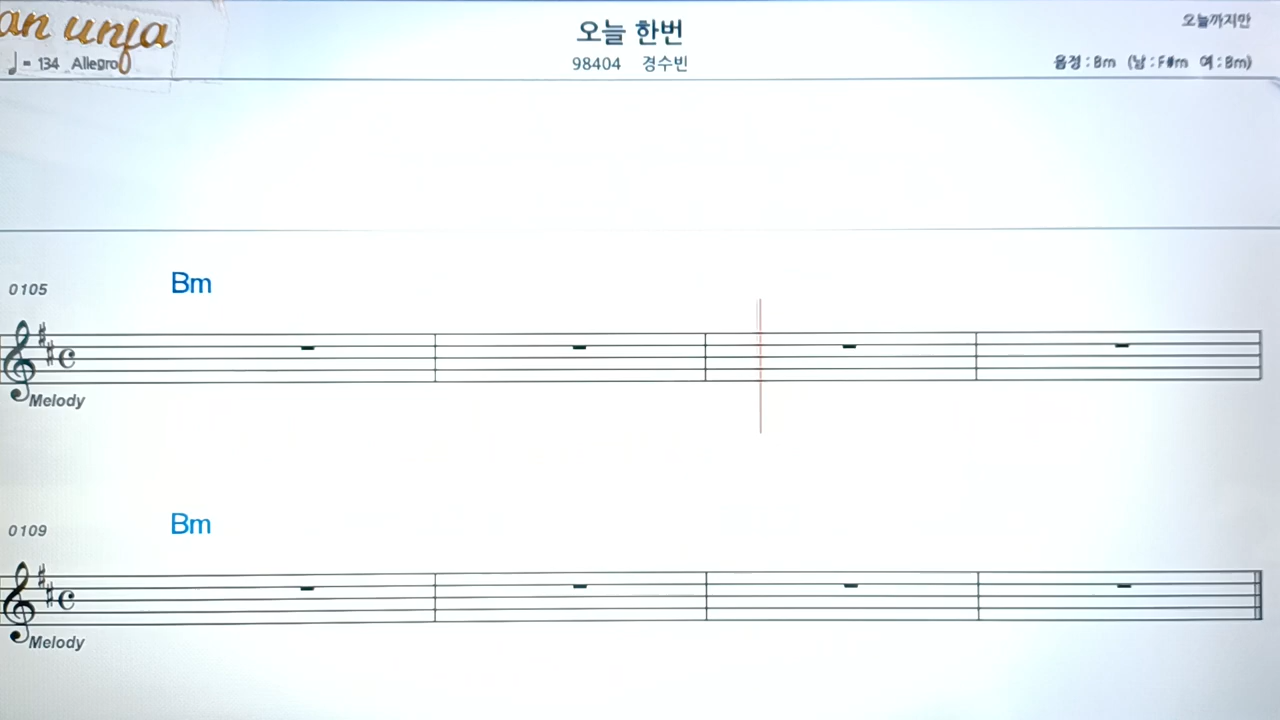 an unfa
오늘 한번
오늘까지만
♩ = 134 Allegro
98404 경수빈
음정 : Bm (남 : F#m 여 : Bm)
0105
Bm
Melody
0109
Bm
Melody